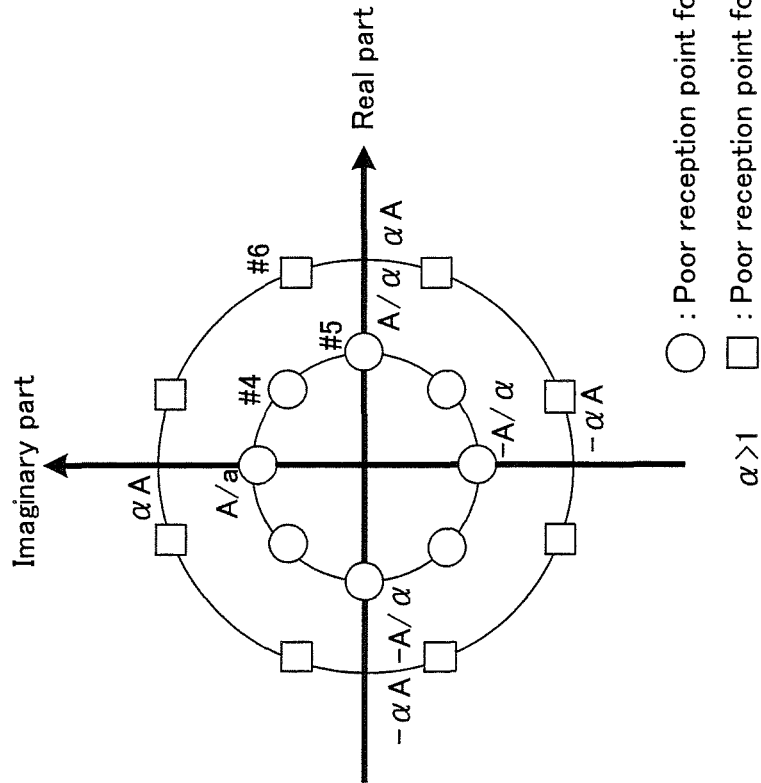 Imaginary part
αA
A/a
#4
#5
#6
Real part
A/α
αA
-αA
-A/α
-A/α
-αA
: Poor reception point fo
: Poor reception point fo
α>1